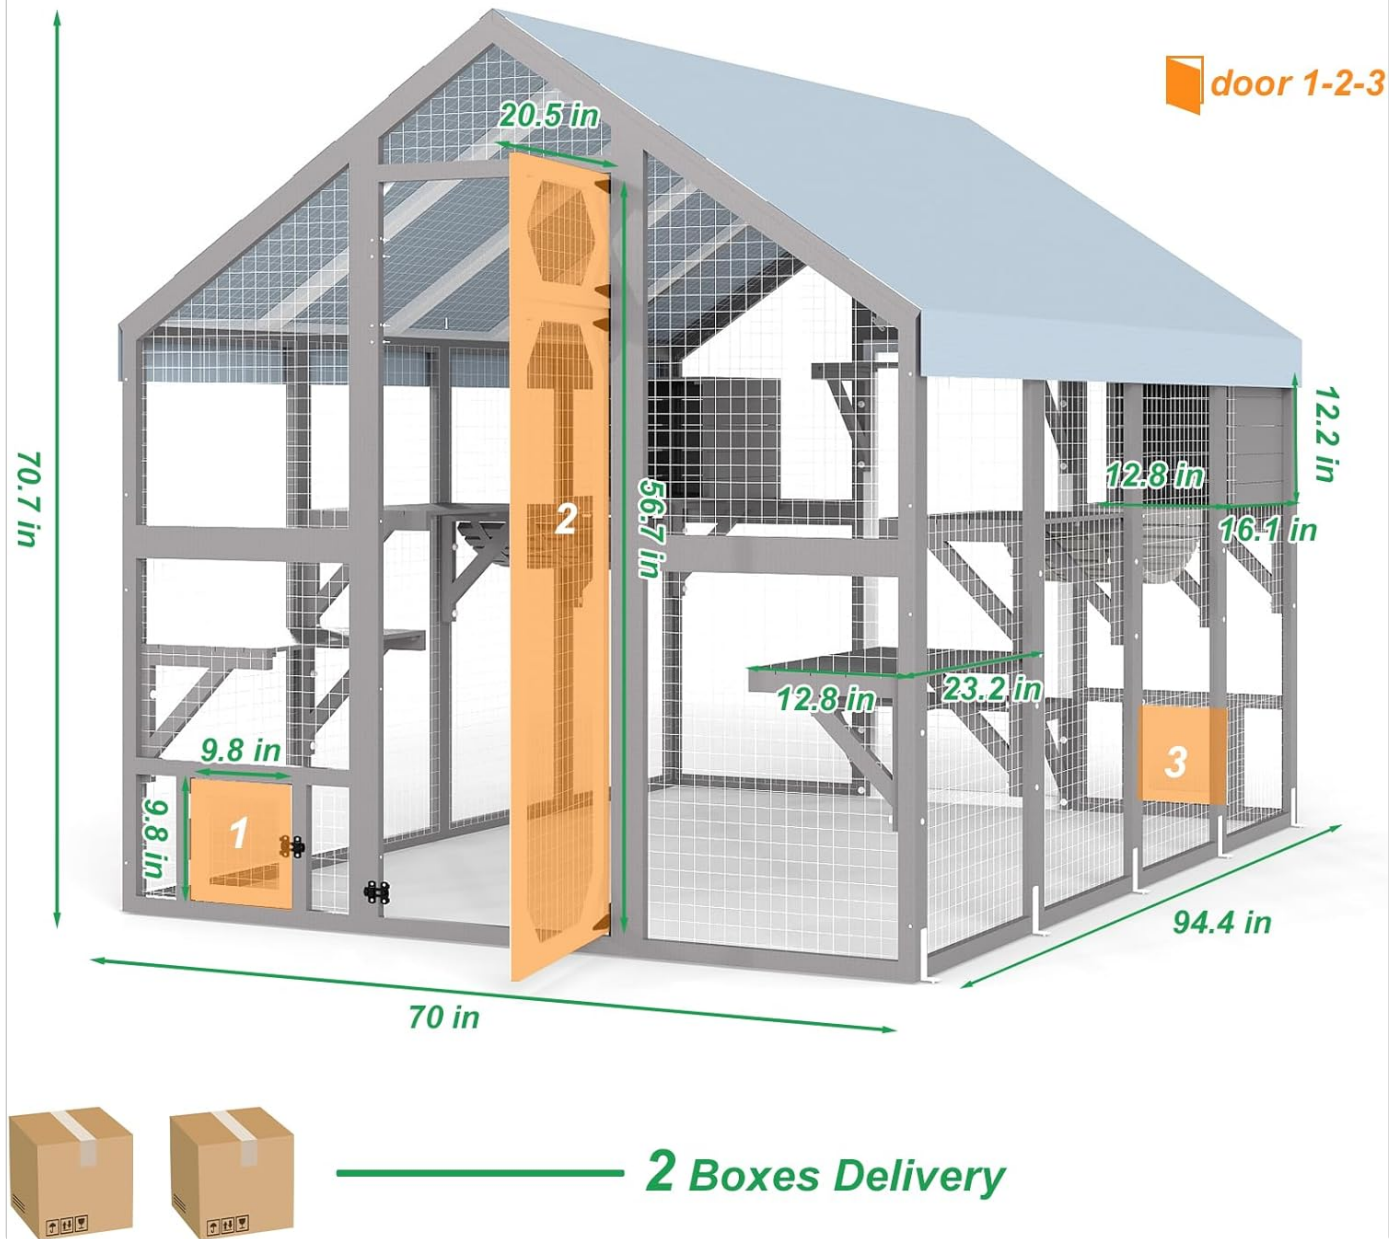 door 1-2-3
20.5 in
70.7 in
12.2 in
12.8 in
16.1 in
2
56.7 in
12.8 in
23.2 in
9.8 in
9.8 in
1
3
94.4 in
70 in
2 Boxes Delivery